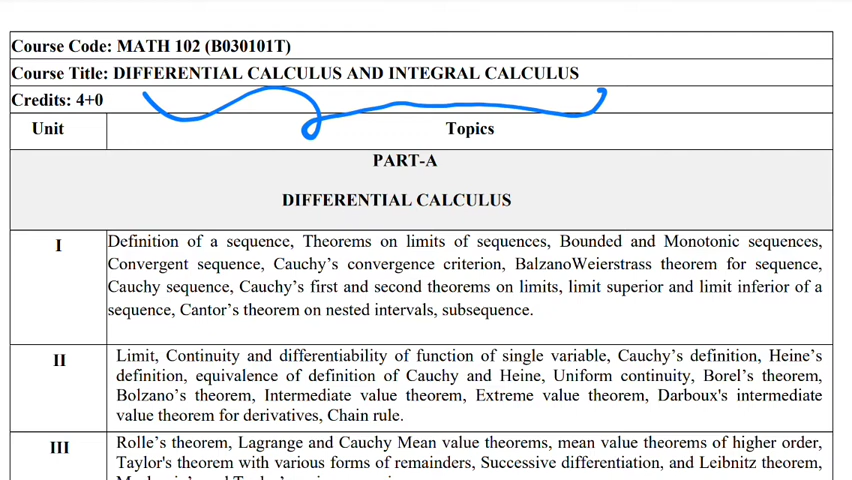 Course Code: MATH 102 (B030101T)
Course Title: DIFFERENTIAL CALCULUS AND INTEGRAL CALCULUS
Credits: 4+0
Unit Topics
PART-A
DIFFERENTIAL CALCULUS
I Definition of a sequence, Theorems on limits of sequences, Bounded and Monotonic sequences,
Convergent sequence, Cauchy's convergence criterion, BalzanoWeierstrass theorem for sequence,
Cauchy sequence, Cauchy's first and second theorems on limits, limit superior and limit inferior of a
sequence, Cantor's theorem on nested intervals, subsequence.
II Limit, Continuity and differentiability of function of single variable, Cauchy's definition, Heine's
definition, equivalence of definition of Cauchy and Heine, Uniform continuity, Borel's theorem,
Bolzano's theorem, Intermediate value theorem, Extreme value theorem, Darboux's intermediate
value theorem for derivatives, Chain rule.
III Rolle's theorem, Lagrange and Cauchy Mean value theorems, mean value theorems of higher order,
Taylor's theorem with various forms of remainders, Successive differentiation, and Leibnitz theorem,